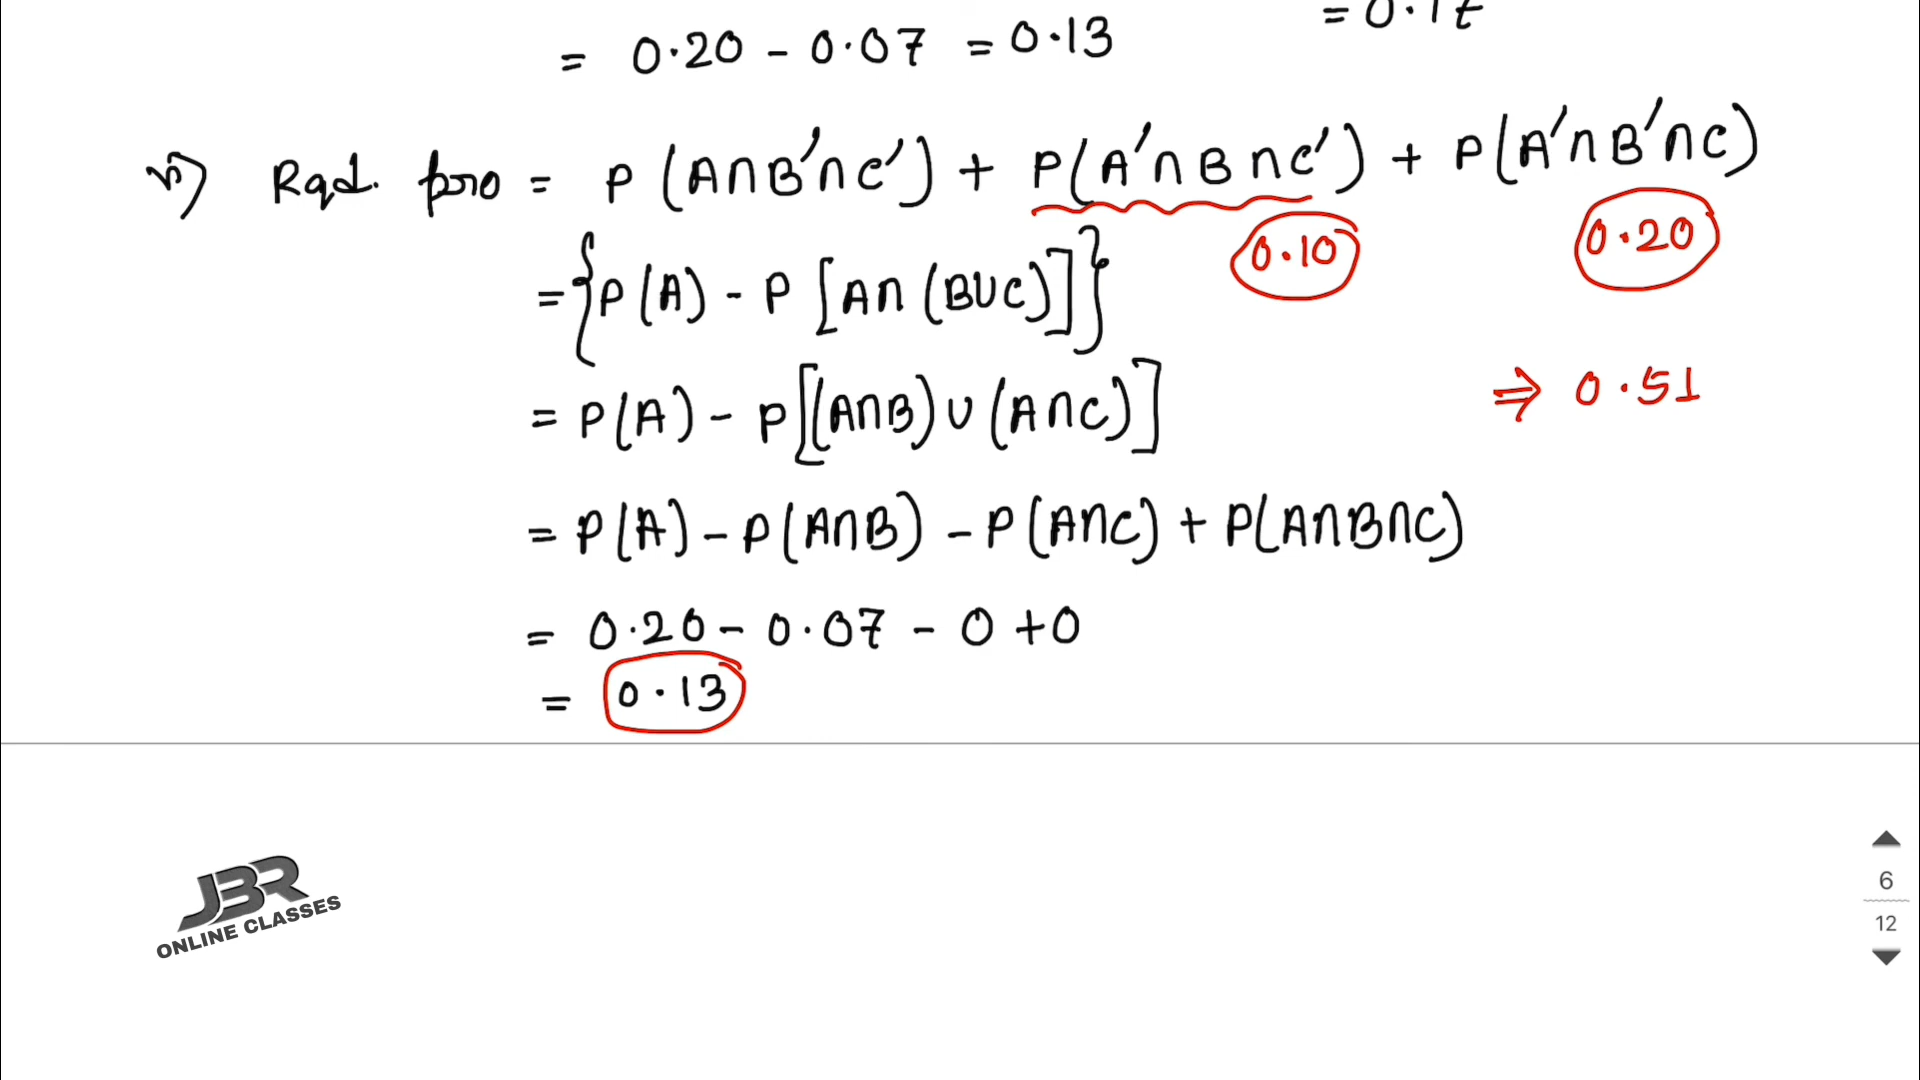 = 0.20 - 0.07 = 0.13
Rqd. pro = P(A∩B'∩C') + P(A'∩B∩C') + P(A'∩B'∩C)
0.10 0.20
= {P(A) - P[A∩(B∪C)]}
= P(A) - P[(A∩B)∪(A∩C)]
⇒ 0.51
= P(A) - P(A∩B) - P(A∩C) + P(A∩B∩C)
= 0.20 - 0.07 - 0 + 0
= 0.13
JBR
ONLINE CLASSES
6
12